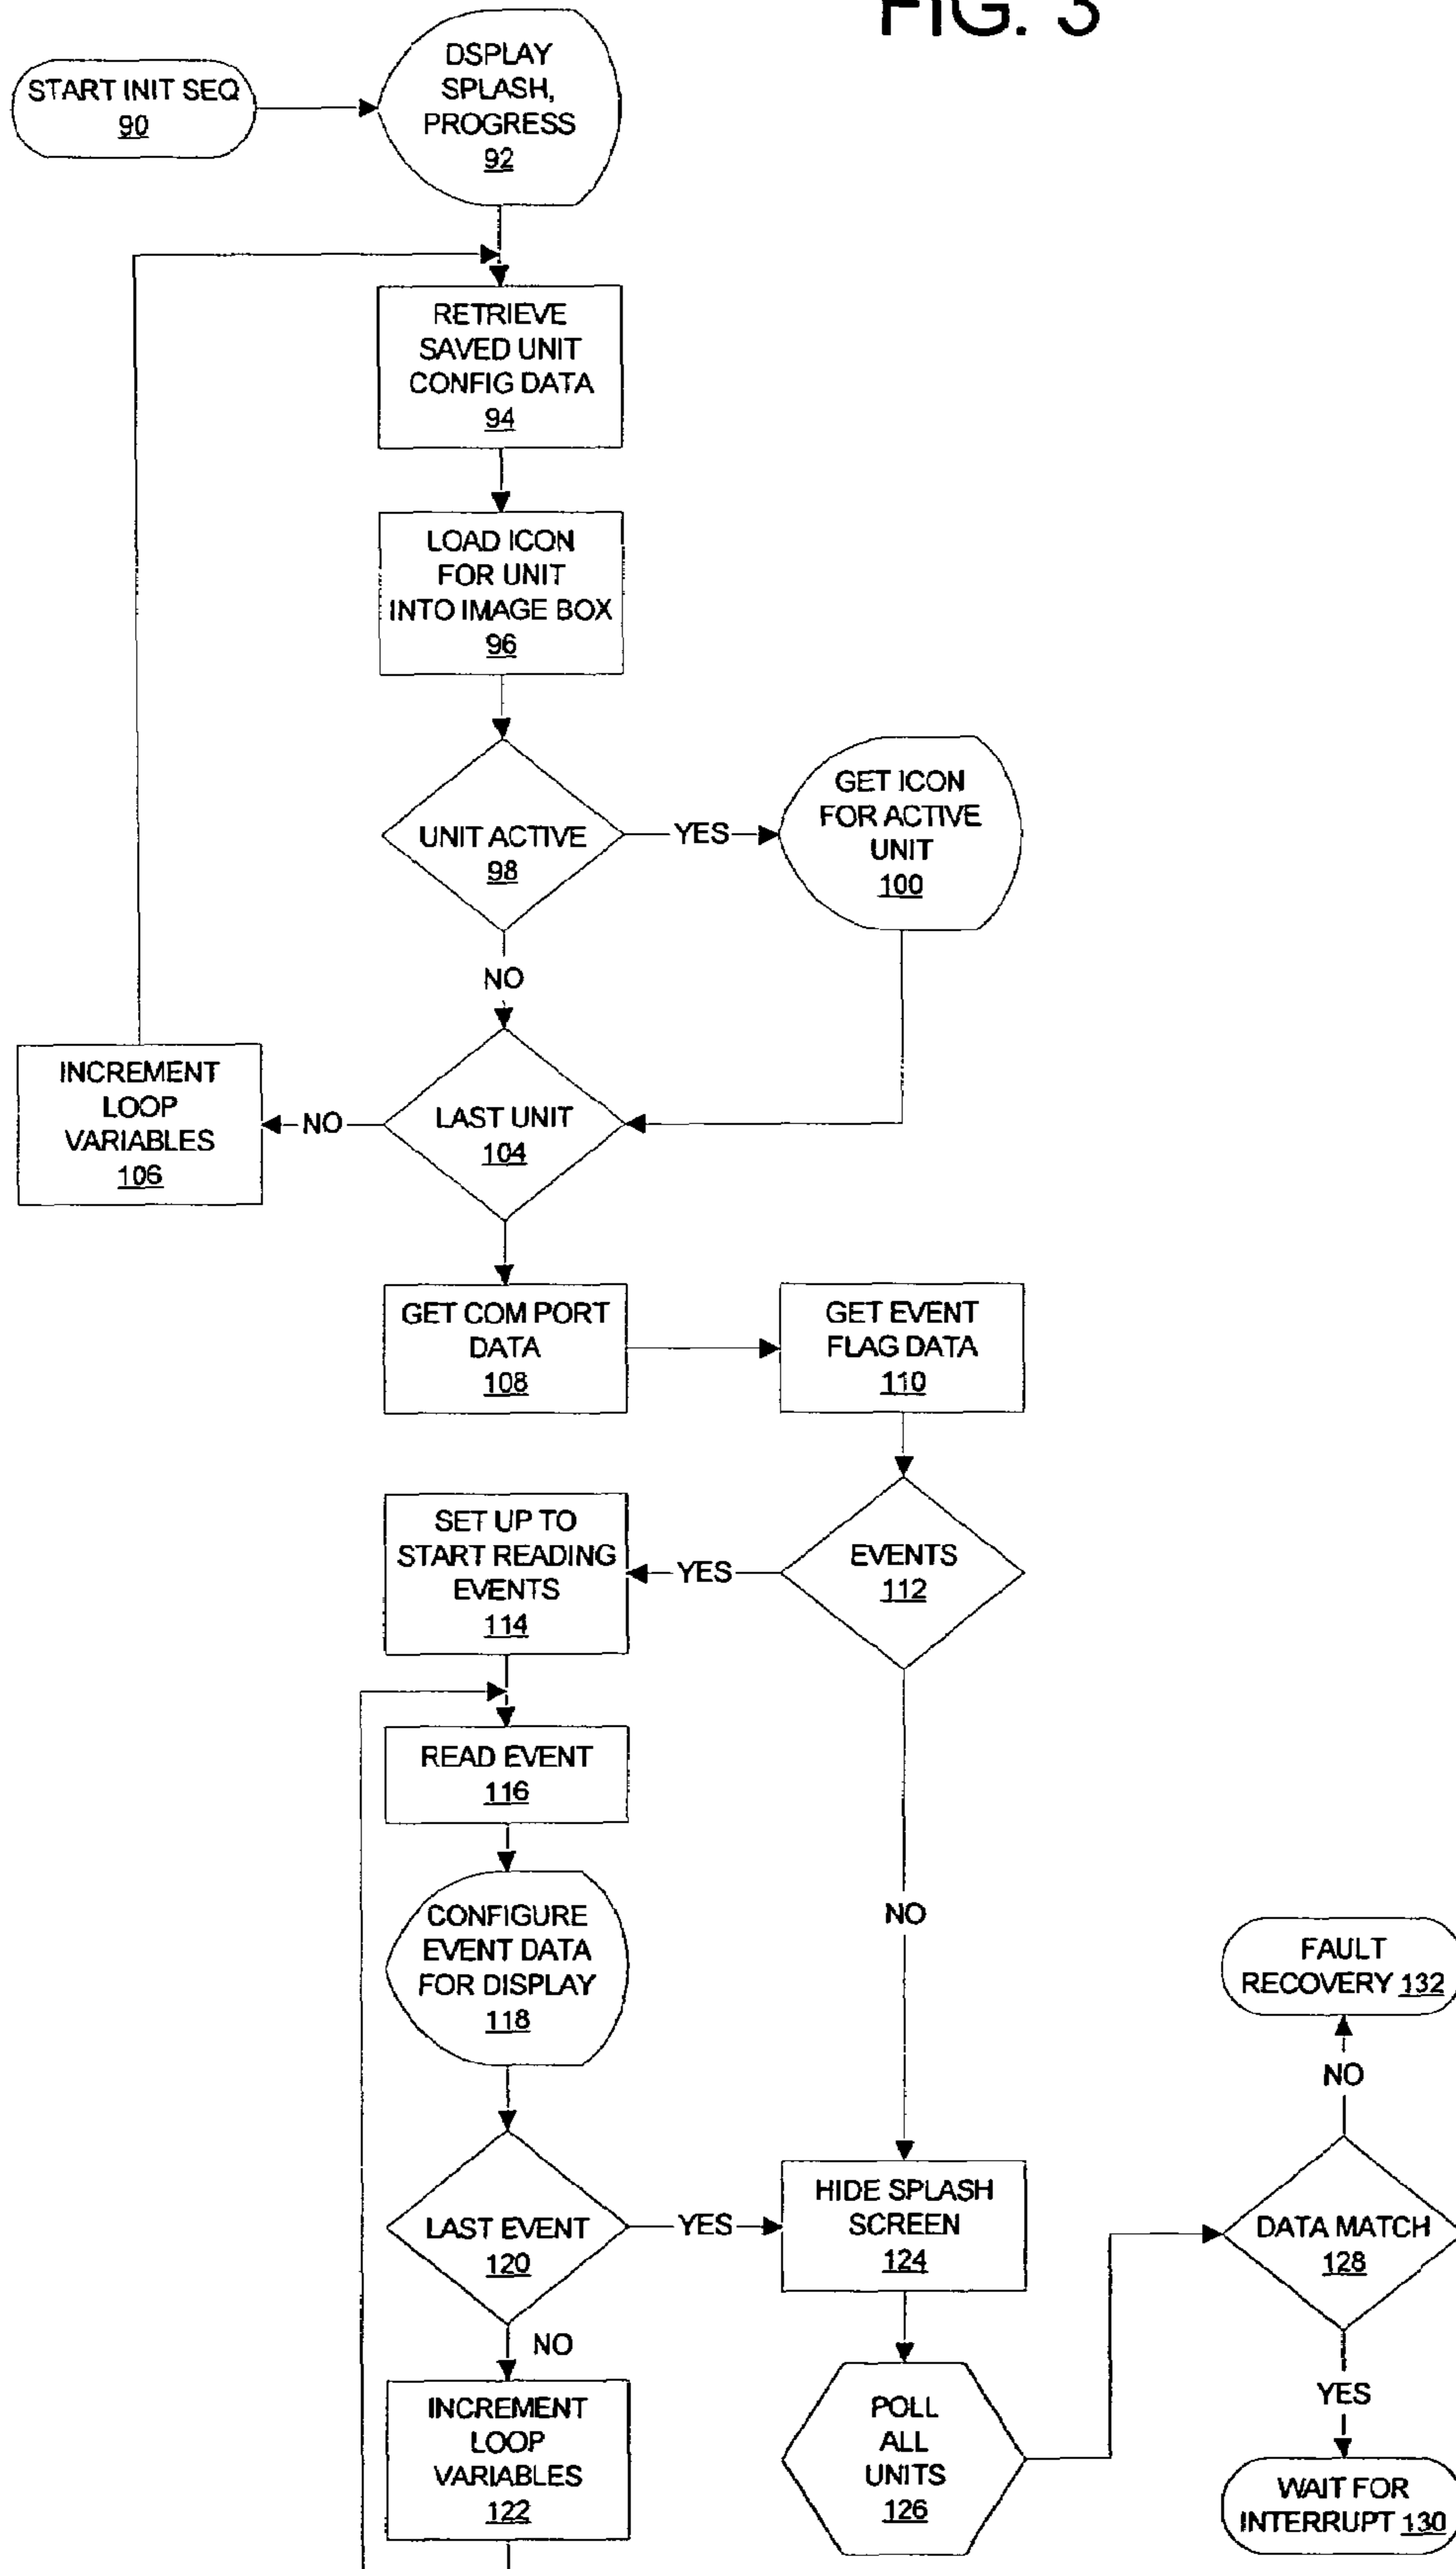 FIG. 3
START INIT SEQ
90
DSPLAY
SPLASH,
PROGRESS
92
RETRIEVE
SAVED UNIT
CONFIG DATA
94
LOAD ICON
FOR UNIT
INTO IMAGE BOX
96
UNIT ACTIVE
98
YES
GET ICON
FOR ACTIVE
UNIT
100
NO
INCREMENT
LOOP
VARIABLES
106
NO
LAST UNIT
104
GET COM PORT
DATA
108
GET EVENT
FLAG DATA
110
SET UP TO
START READING
EVENTS
114
YES
EVENTS
112
READ EVENT
116
NO
CONFIGURE
EVENT DATA
FOR DISPLAY
118
FAULT
RECOVERY 132
NO
LAST EVENT
120
YES
HIDE SPLASH
SCREEN
124
DATA MATCH
128
NO
INCREMENT
LOOP
VARIABLES
122
POLL
ALL
UNITS
126
YES
WAIT FOR
INTERRUPT 130